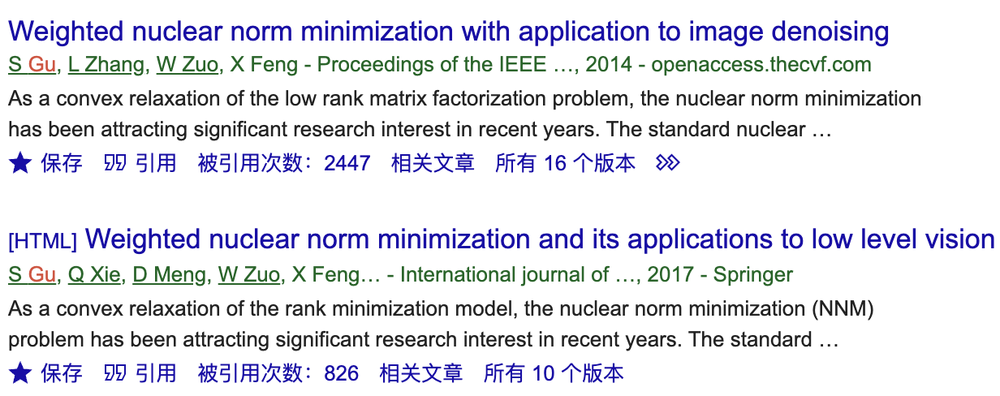 Weighted nuclear norm minimization with application to image denoising
S Gu, L Zhang, W Zuo, X Feng - Proceedings of the IEEE …, 2014 - openaccess.thecvf.com
As a convex relaxation of the low rank matrix factorization problem, the nuclear norm minimization
has been attracting significant research interest in recent years. The standard nuclear …
保存 引用 被引用次数：2447 相关文章 所有 16 个版本
[HTML] Weighted nuclear norm minimization and its applications to low level vision
S Gu, Q Xie, D Meng, W Zuo, X Feng… - International journal of …, 2017 - Springer
As a convex relaxation of the rank minimization model, the nuclear norm minimization (NNM)
problem has been attracting significant research interest in recent years. The standard …
保存 引用 被引用次数：826 相关文章 所有 10 个版本